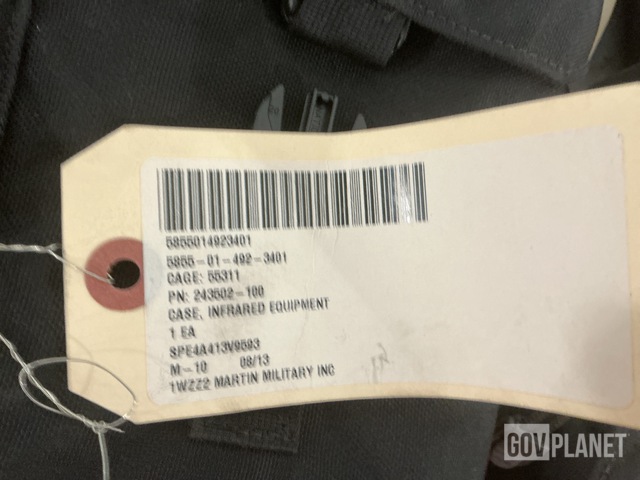 5855014923401
5855-01-492-3401
CAGE: 55311
PN: 243502-100
CASE, INFRARED EQUIPMENT
1 EA
SPE4A413V9593
M-10 08/13
1WZZ2 MARTIN MILITARY INC
GOVPLANET